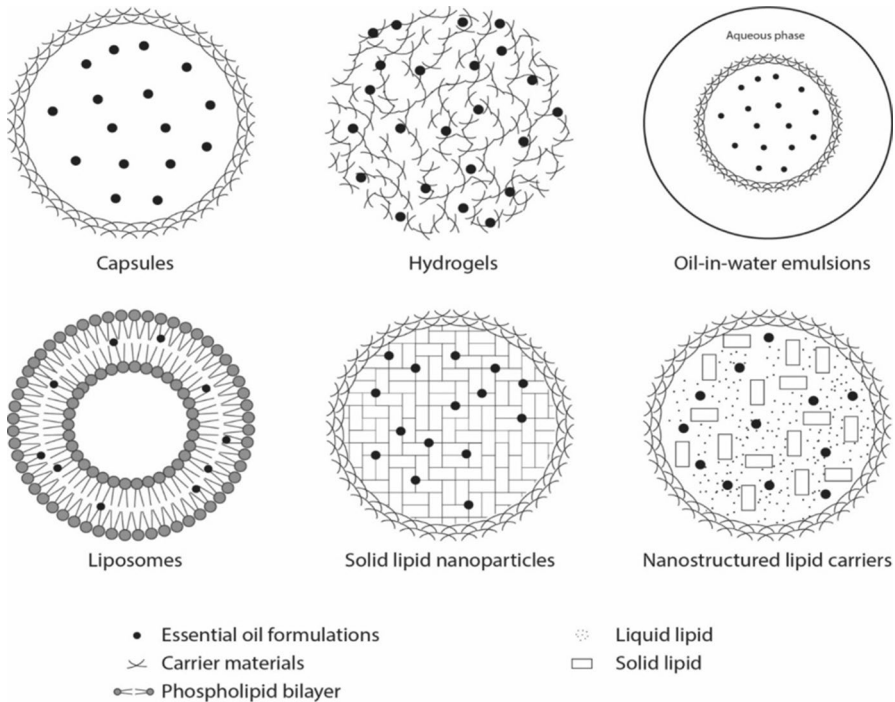 Aqueous phase
Capsules
Hydrogels
Oil-in-water emulsions
Liposomes
Solid lipid nanoparticles
Nanostructured lipid carriers
Essential oil formulations
Liquid lipid
Carrier materials
Solid lipid
Phospholipid bilayer